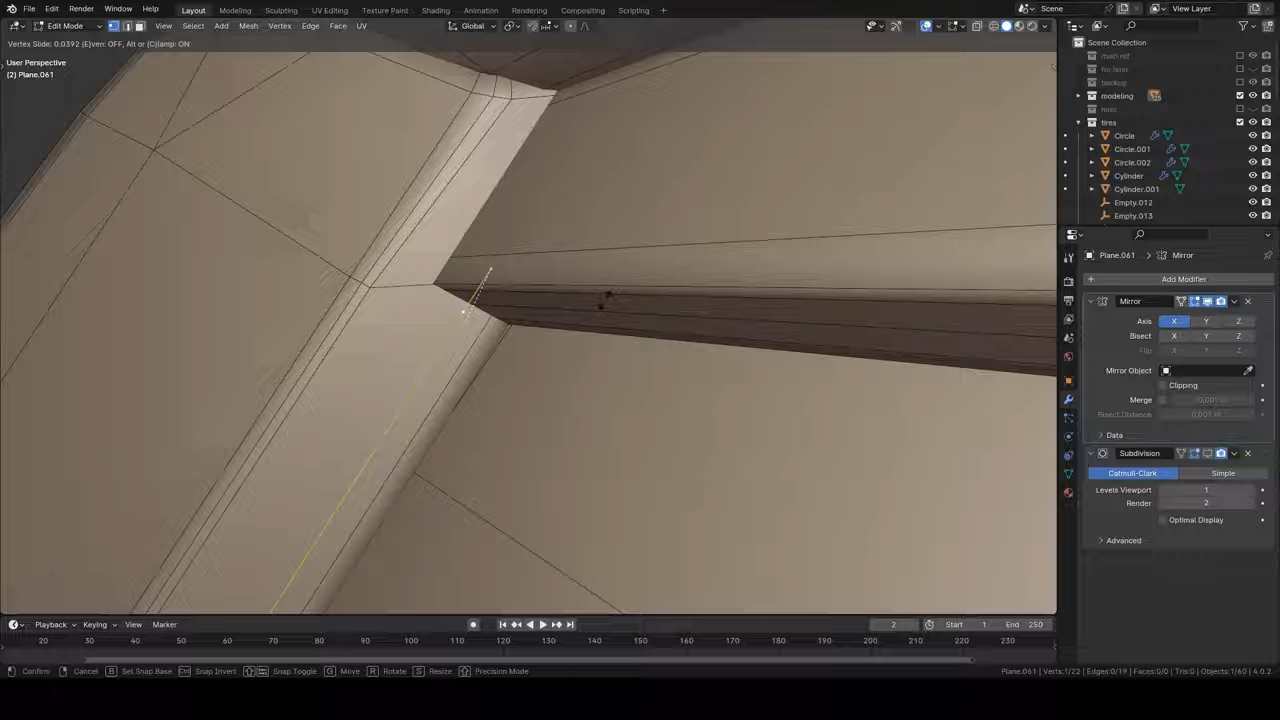 File Edit Render Window Help Layout Modeling Sculpting UV Editing Texture Paint Shading Animation Rendering Compositing Scripting + Scene View Layer
Edit Mode View Select Add Mesh Vertex Edge Face UV Global
Vertex Slide: 0.0392 (E)ven: OFF, Alt or (C)lamp: ON
User Perspective
(2) Plane.061
Scene Collection
main ref
backup
modeling
misc
tires
Circle
Circle.001
Circle.002
Cylinder
Cylinder.001
Empty.012
Empty.013
Plane.061 > Mirror
+ Add Modifier
Mirror
Axis X Y Z
Bisect X Y Z
Flip X Y Z
Mirror Object
Clipping
Merge 0.001 m
Bisect Distance 0.001 m
Data
Subdivision
Catmull-Clark Simple
Levels Viewport 1
Render 2
Optimal Display
Advanced
Playback Keying View Marker 2 Start 1 End 250
20 30 40 50 60 70 80 90 100 110 120 130 140 150 160 170 180 190 200 210 220 230
Confirm Cancel B Set Snap Base Ctrl Snap Invert Snap Toggle G Move R Rotate S Resize Precision Mode Plane.061 | Verts:1/22 | Edges:0/19 | Faces:0/0 | Tris:0 | Objects:1/60 | 4.0.2